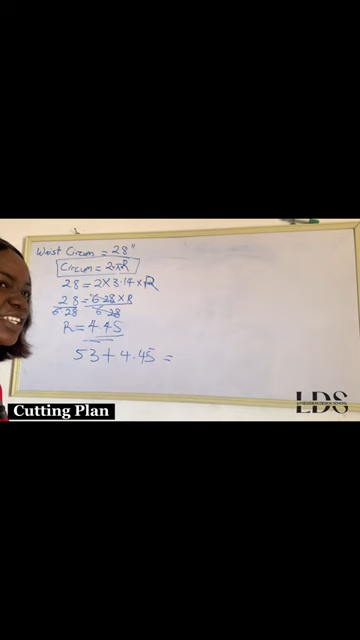 Waist Circum = 28"
Circum = 2πR
28 = 2 x 3.14 x R
28 = 6.28 x R
6.28 6.28
R = 4.45
53 + 4.45 =
LDS
Cutting Plan